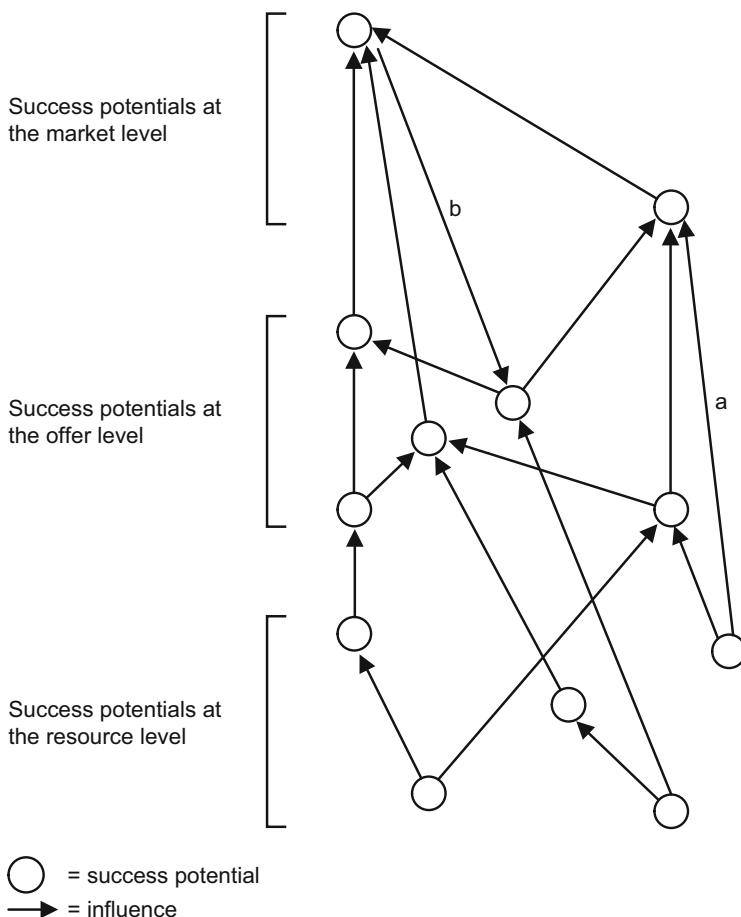 Success potentials at
the market level
b
Success potentials at
the offer level
a
Success potentials at
the resource level
= success potential
= influence